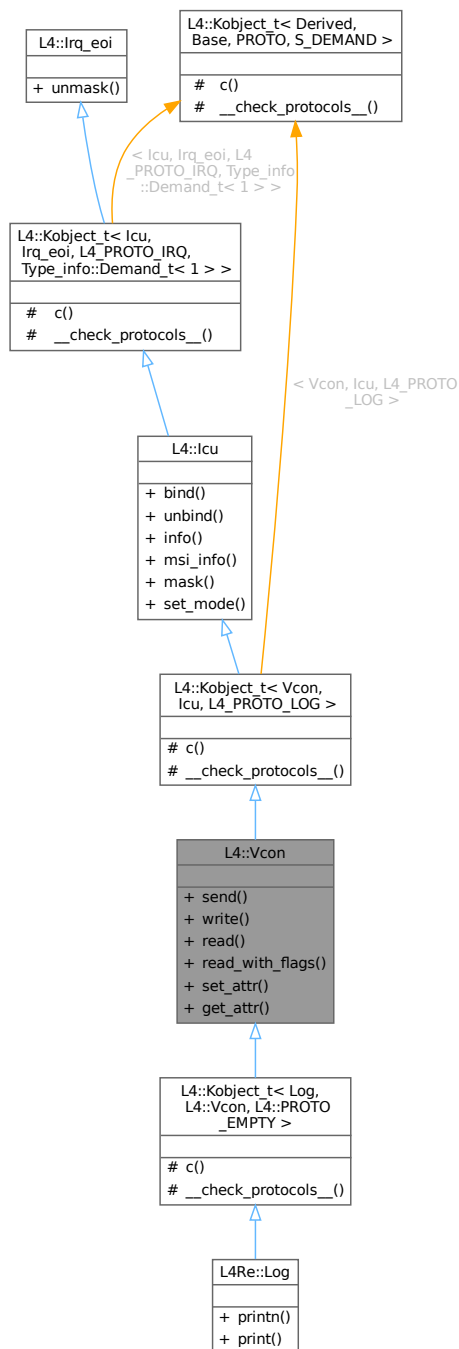 L4::Irq_eoi
+ unmask()
L4::Kobject_t< Derived,
Base, PROTO, S_DEMAND >
# c()
# __check_protocols__()
< Icu, Irq_eoi, L4
_PROTO_IRQ, Type_info
::Demand_t< 1 > >
L4::Kobject_t< Icu,
Irq_eoi, L4_PROTO_IRQ,
Type_info::Demand_t< 1 > >
# c()
# __check_protocols__()
< Vcon, Icu, L4_PROTO
_LOG >
L4::Icu
+ bind()
+ unbind()
+ info()
+ msi_info()
+ mask()
+ set_mode()
L4::Kobject_t< Vcon,
Icu, L4_PROTO_LOG >
# c()
# __check_protocols__()
L4::Vcon
+ send()
+ write()
+ read()
+ read_with_flags()
+ set_attr()
+ get_attr()
L4::Kobject_t< Log,
L4::Vcon, L4::PROTO
_EMPTY >
# c()
# __check_protocols__()
L4Re::Log
+ printn()
+ print()